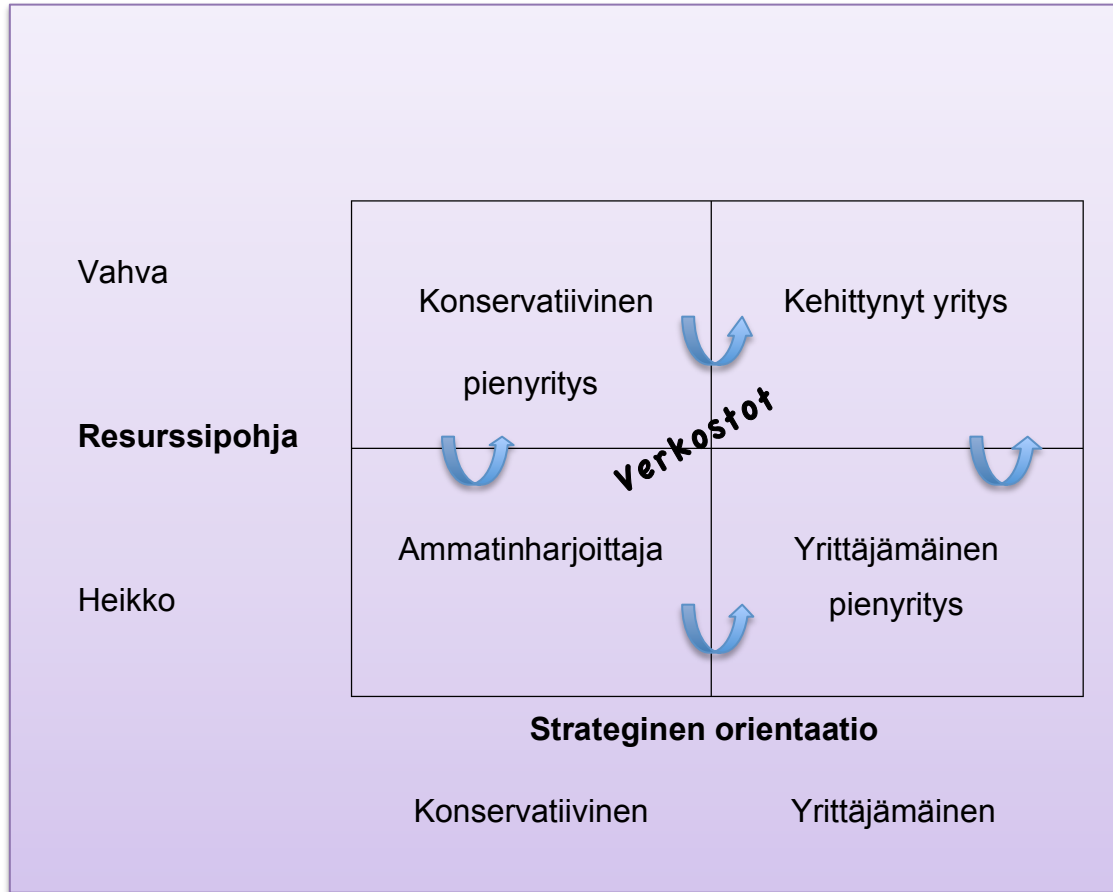 Vahva
Konservatiivinen
Kehittynyt yritys
pienyritys
Resurssipohja
Verkostot
Ammatinharjoittaja
Yrittäjämäinen
Heikko
pienyritys
Strateginen orientaatio
Konservatiivinen
Yrittäjämäinen